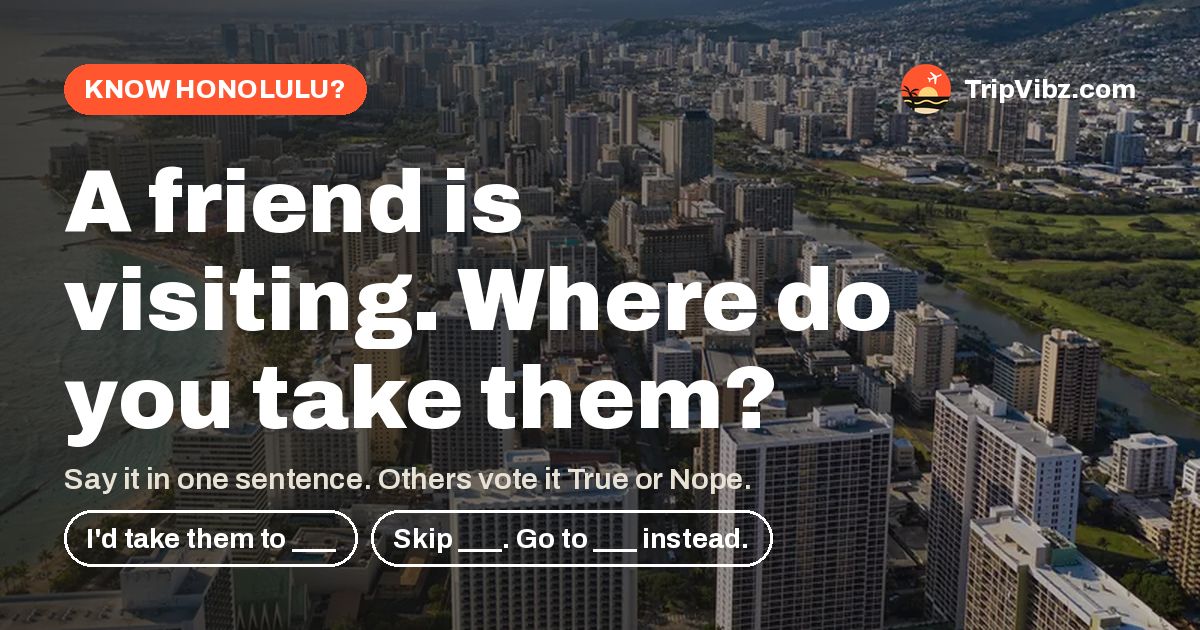 KNOW HONOLULU?
TripVibz.com
A friend is
visiting. Where do
you take them?
Say it in one sentence. Others vote it True or Nope.
I'd take them to ___
Skip ___. Go to ___ instead.